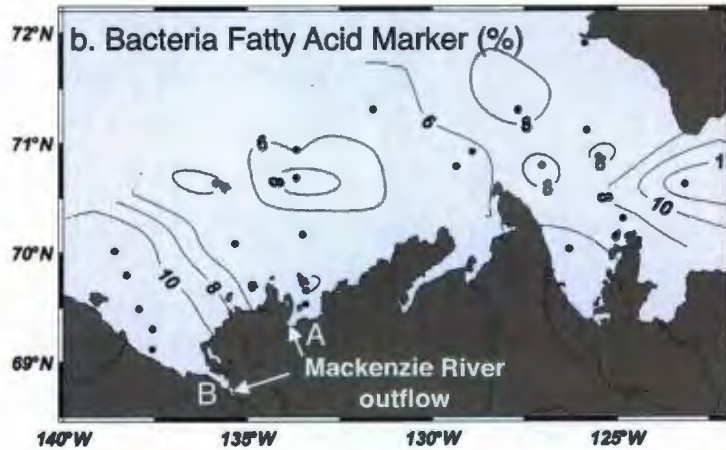 b. Bacteria Fatty Acid Marker (%)
72°N
71°N
70°N
69°N
6
8
6
8
8
8
8
10
10
8
1
A
B
Mackenzie River
outflow
140°W
135°W
130°W
125°W